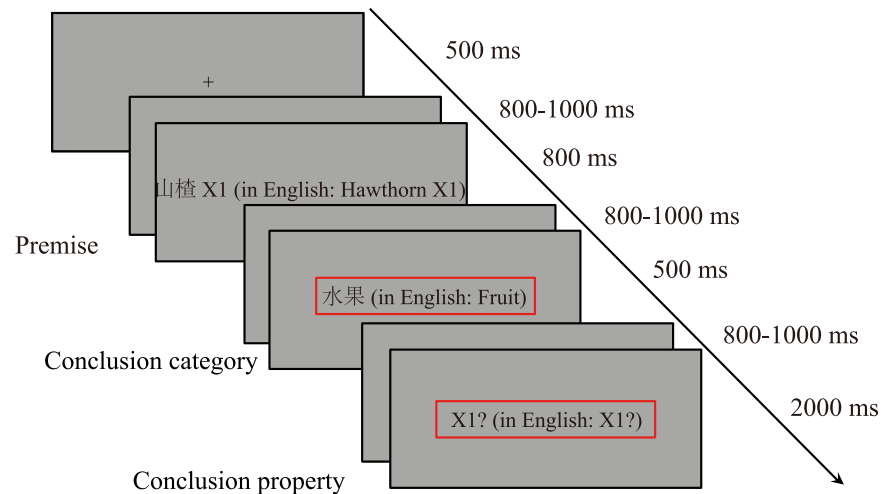 +
500 ms
800-1000 ms
800 ms
山楂 X1 (in English: Hawthorn X1)
800-1000 ms
Premise
500 ms
水果 (in English: Fruit)
800-1000 ms
Conclusion category
2000 ms
X1? (in English: X1?)
Conclusion property